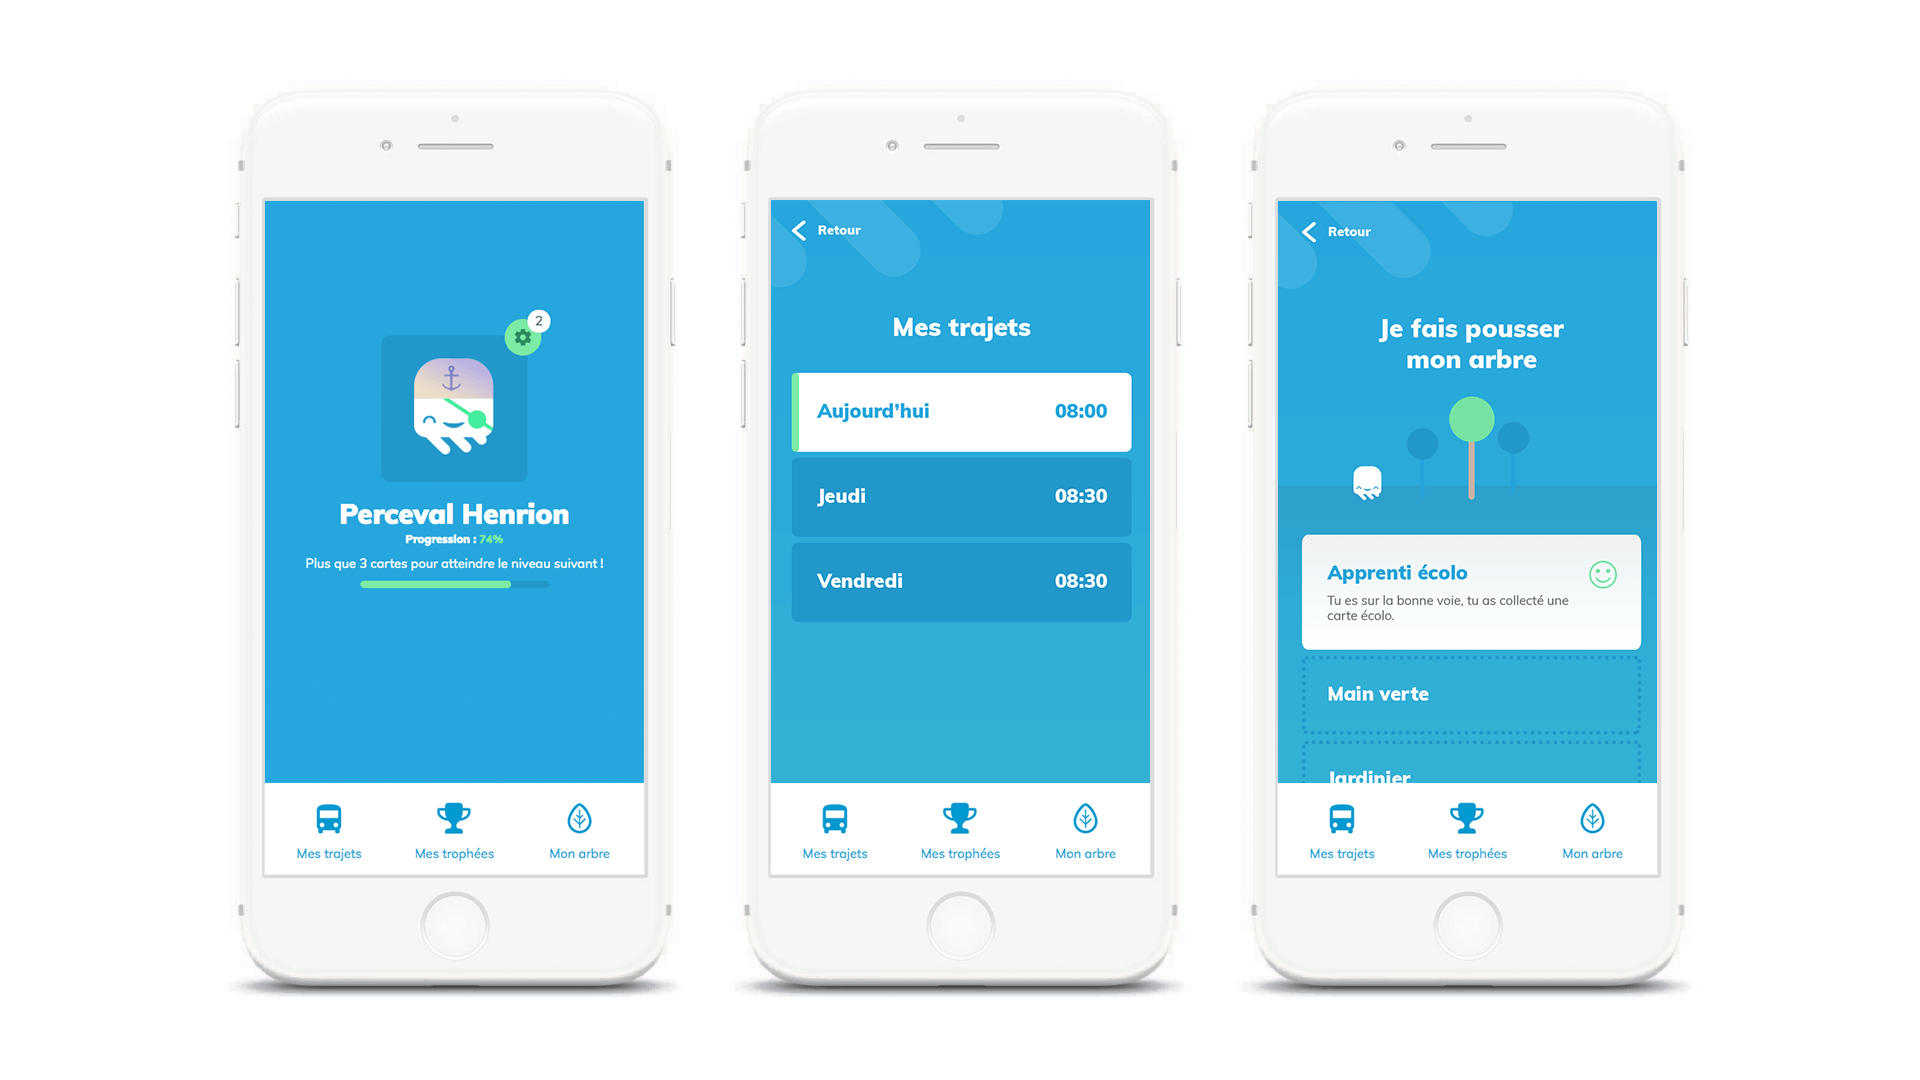 2
Perceval Henrion
Progression : 74%
Plus que 3 cartes pour atteindre le niveau suivant !
Mes trajets
Mes trophées
Mon arbre
Retour
Mes trajets
Aujourd'hui 08:00
Jeudi 08:30
Vendredi 08:30
Mes trajets
Mes trophées
Mon arbre
Retour
Je fais pousser
mon arbre
Apprenti écolo
Tu es sur la bonne voie, tu as collecté une
carte écolo.
Main verte
Jardinier
Mes trajets
Mes trophées
Mon arbre